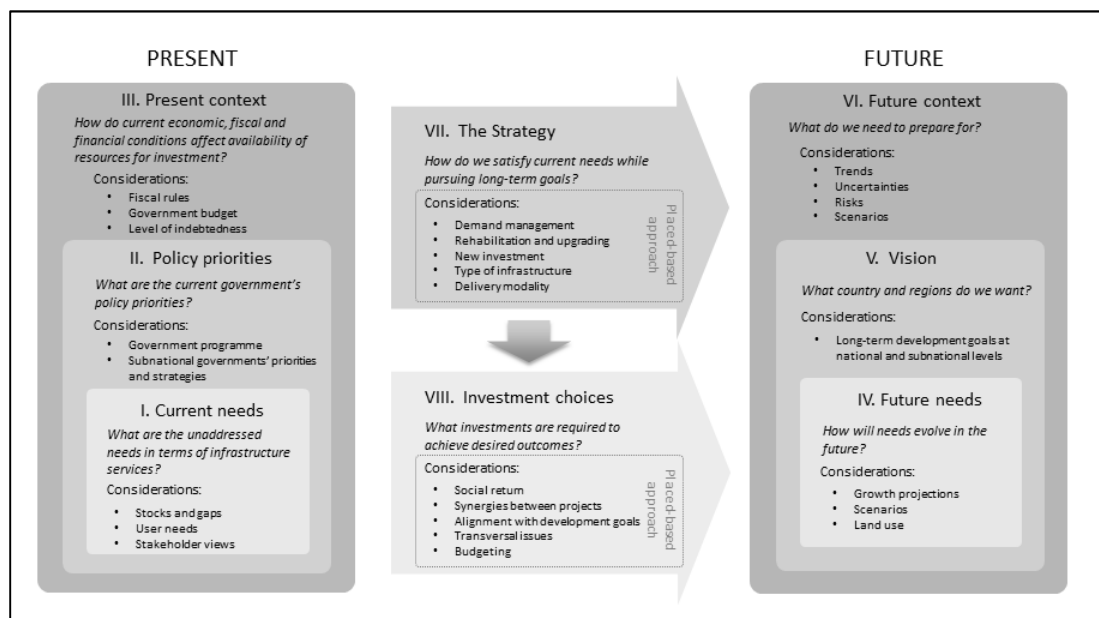 PRESENT
III. Present context
How do current economic, fiscal and
financial conditions affect availability of
resources for investment?
Considerations:
• Fiscal rules
• Government budget
• Level of indebtedness
II. Policy priorities
What are the current government's
policy priorities?
Considerations:
• Government programme
• Subnational governments' priorities
and strategies
I. Current needs
What are the unaddressed
needs in terms of infrastructure
services?
Considerations:
• Stocks and gaps
• User needs
• Stakeholder views
VII. The Strategy
How do we satisfy current needs while
pursuing long-term goals?
Considerations:
• Demand management
• Rehabilitation and upgrading
• New investment
• Type of infrastructure
• Delivery modality
Placed-based
approach
VIII. Investment choices
What investments are required to
achieve desired outcomes?
Considerations:
• Social return
• Synergies between projects
• Alignment with development goals
• Transversal issues
• Budgeting
Placed-based
approach
FUTURE
VI. Future context
What do we need to prepare for?
Considerations:
• Trends
• Uncertainties
• Risks
• Scenarios
V. Vision
What country and regions do we want?
Considerations:
• Long-term development goals at
national and subnational levels
IV. Future needs
How will needs evolve in the
future?
Considerations:
• Growth projections
• Scenarios
• Land use